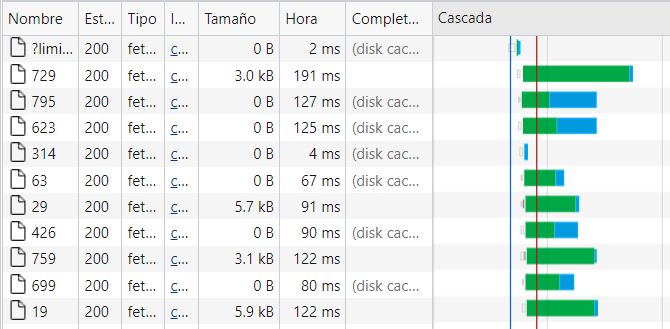 Nombre Est... Tipo I... Tamaño Hora Complet... Cascada
?limi... 200 fet... c... 0 B 2 ms (disk cac...
729 200 fet... c... 3.0 kB 191 ms
795 200 fet... c... 0 B 127 ms (disk cac...
623 200 fet... c... 0 B 125 ms (disk cac...
314 200 fet... c... 0 B 4 ms (disk cac...
63 200 fet... c... 0 B 67 ms (disk cac...
29 200 fet... c... 5.7 kB 91 ms
426 200 fet... c... 0 B 90 ms (disk cac...
759 200 fet... c... 3.1 kB 122 ms
699 200 fet... c... 0 B 80 ms (disk cac...
19 200 fet... c... 5.9 kB 122 ms